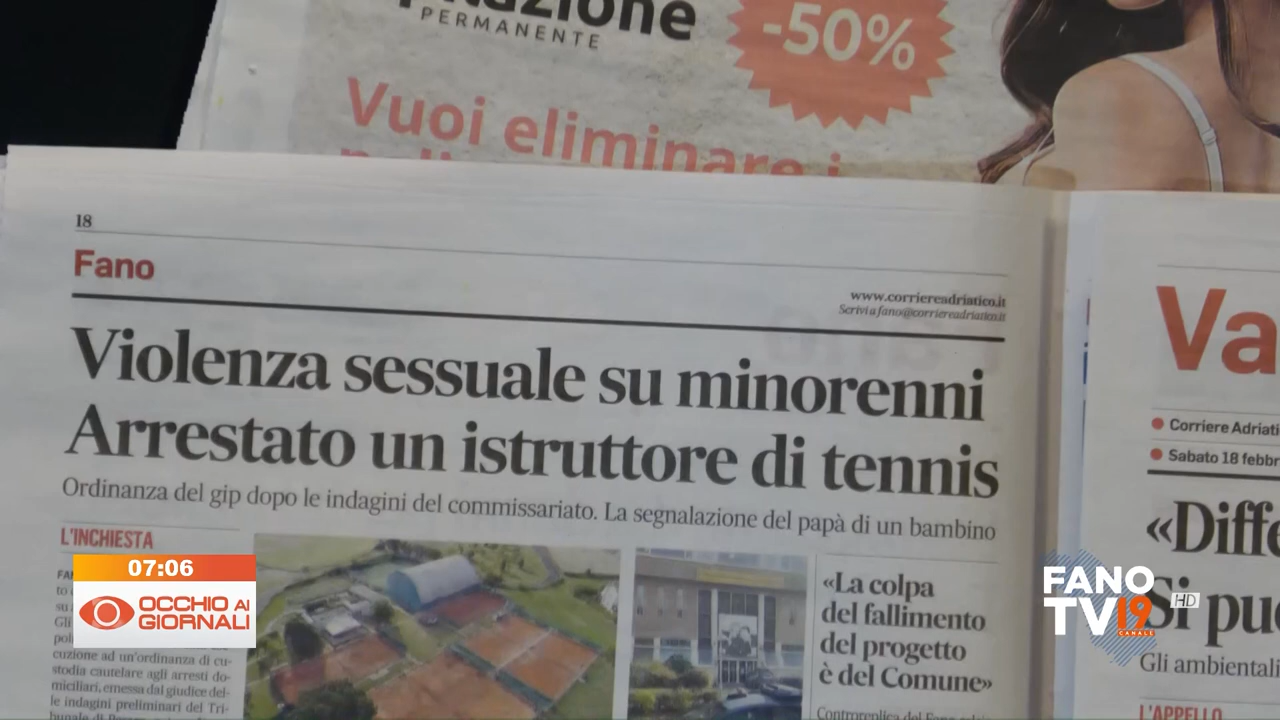 PERMANENTE
-50%
Vuoi eliminare i
18
Fano
www.corriereadriatico.it
Scrivi a fano@corriereadriatico.it
Violenza sessuale su minorenni
Arrestato un istruttore di tennis
Ordinanza del gip dopo le indagini del commissariato. La segnalazione del papà di un bambino
L'INCHIESTA
cuzione ad un'ordinanza di cu-
stodia cautelare agli arresti do-
miciliari, emessa dal giudice del-
le indagini preliminari del Tri-
«La colpa
del fallimento
del progetto
è del Comune»
Va
Corriere Adriati
Sabato 18 febbr
«Diffe
Si pu
Gli ambientali
L'APPELLO
07:06
OCCHIO AI
GIORNALI
FANO
TV19
CANALE
HD